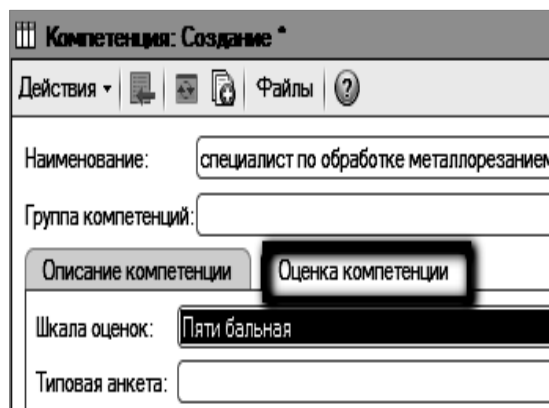 Компетенция: Создание *
Действия Файлы ?
Наименование: специалист по обработке металлорезанием
Группа компетенций:
Описание компетенции Оценка компетенции
Шкала оценок: Пяти бальная
Типовая анкета: